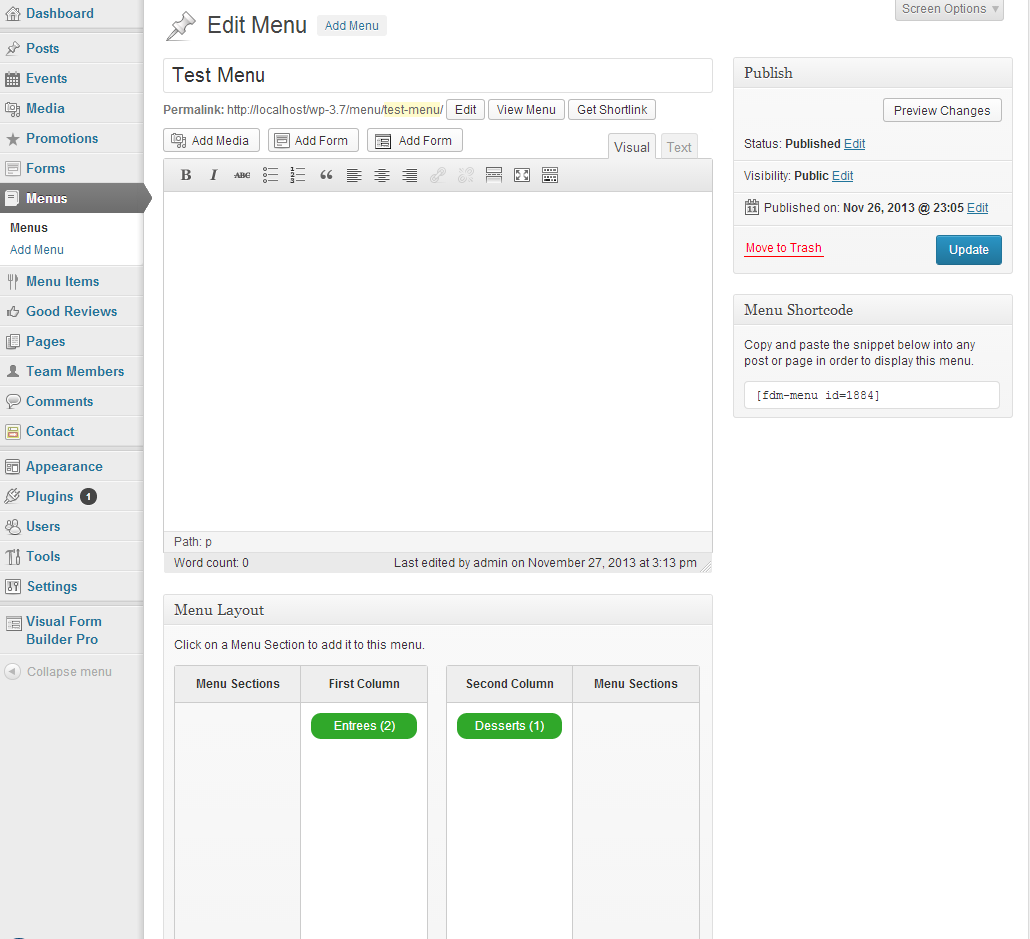 Dashboard
Posts
Events
Media
Promotions
Forms
Menus
Menus
Add Menu
Menu Items
Good Reviews
Pages
Team Members
Comments
Contact
Appearance
Plugins 1
Users
Tools
Settings
Visual Form
Builder Pro
Collapse menu
Screen Options
Edit Menu Add Menu
Test Menu
Permalink: http://localhost/wp-3.7/menu/test-menu/ Edit View Menu Get Shortlink
Add Media Add Form Add Form Visual Text
B I ABC
Path: p
Word count: 0 Last edited by admin on November 27, 2013 at 3:13 pm
Menu Layout
Click on a Menu Section to add it to this menu.
Menu Sections First Column Second Column Menu Sections
Entrees (2) Desserts (1)
Publish
Preview Changes
Status: Published Edit
Visibility: Public Edit
11 Published on: Nov 26, 2013 @ 23:05 Edit
Move to Trash Update
Menu Shortcode
Copy and paste the snippet below into any
post or page in order to display this menu.
[fdm-menu id=1884]